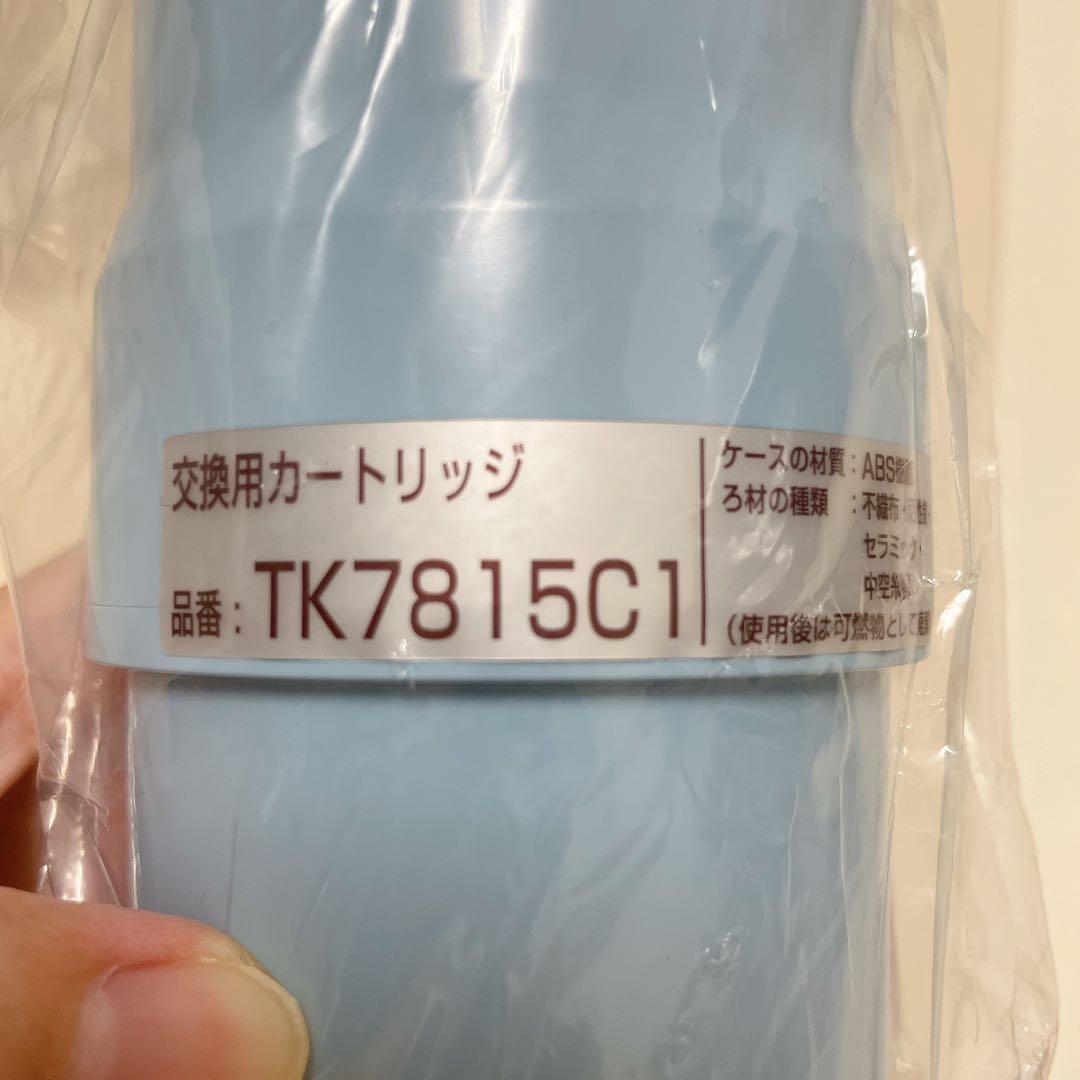 交換用カートリッジ
品番：TK7815C1
ケースの材質：ABS
ろ材の種類：不織布・
セラミック・
中空糸
(使用後は可燃物として